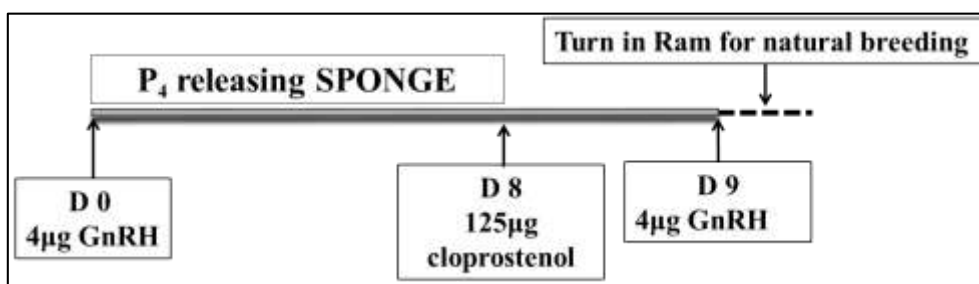 Turn in Ram for natural breeding
P₄ releasing SPONGE
D 0
4µg GnRH
D 8
125µg
cloprostenol
D 9
4µg GnRH